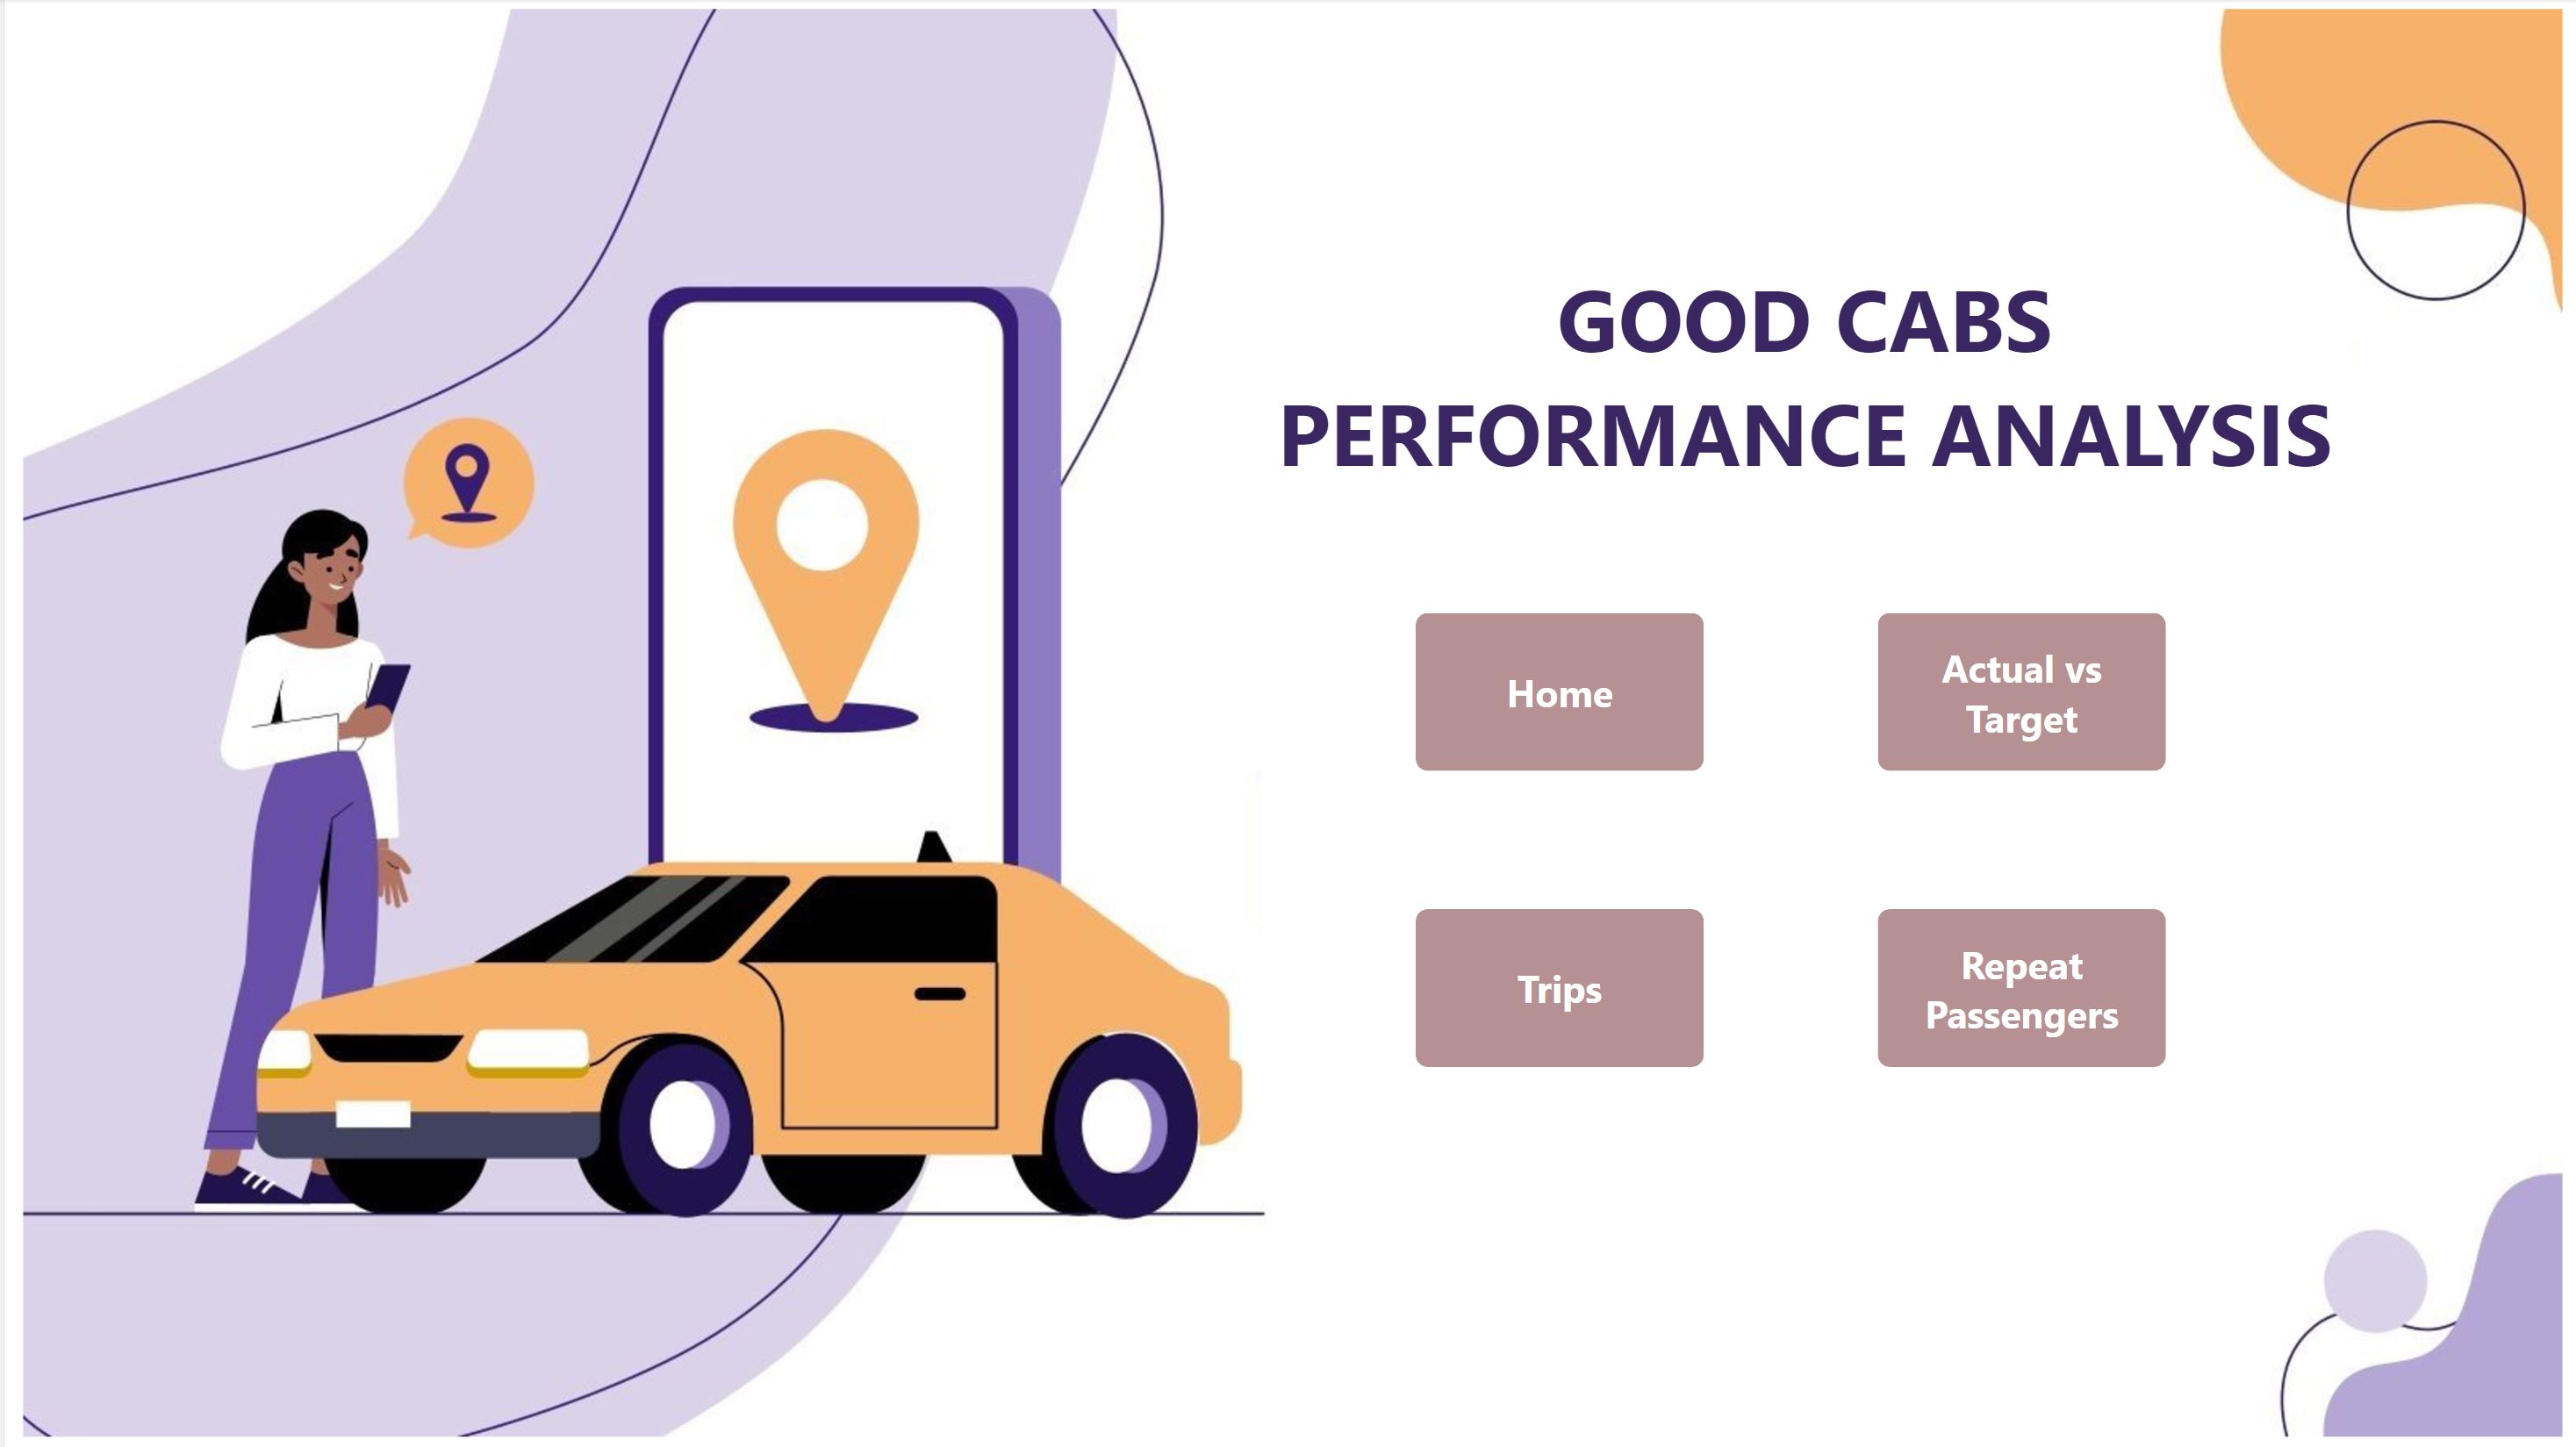 GOOD CABS
PERFORMANCE ANALYSIS
Home
Actual vs
Target
Trips
Repeat
Passengers